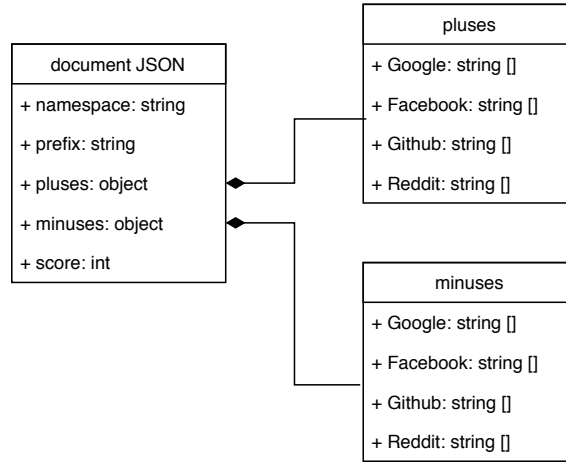 document JSON
+ namespace: string
+ prefix: string
+ pluses: object
+ minuses: object
+ score: int
pluses
+ Google: string []
+ Facebook: string []
+ Github: string []
+ Reddit: string []
minuses
+ Google: string []
+ Facebook: string []
+ Github: string []
+ Reddit: string []